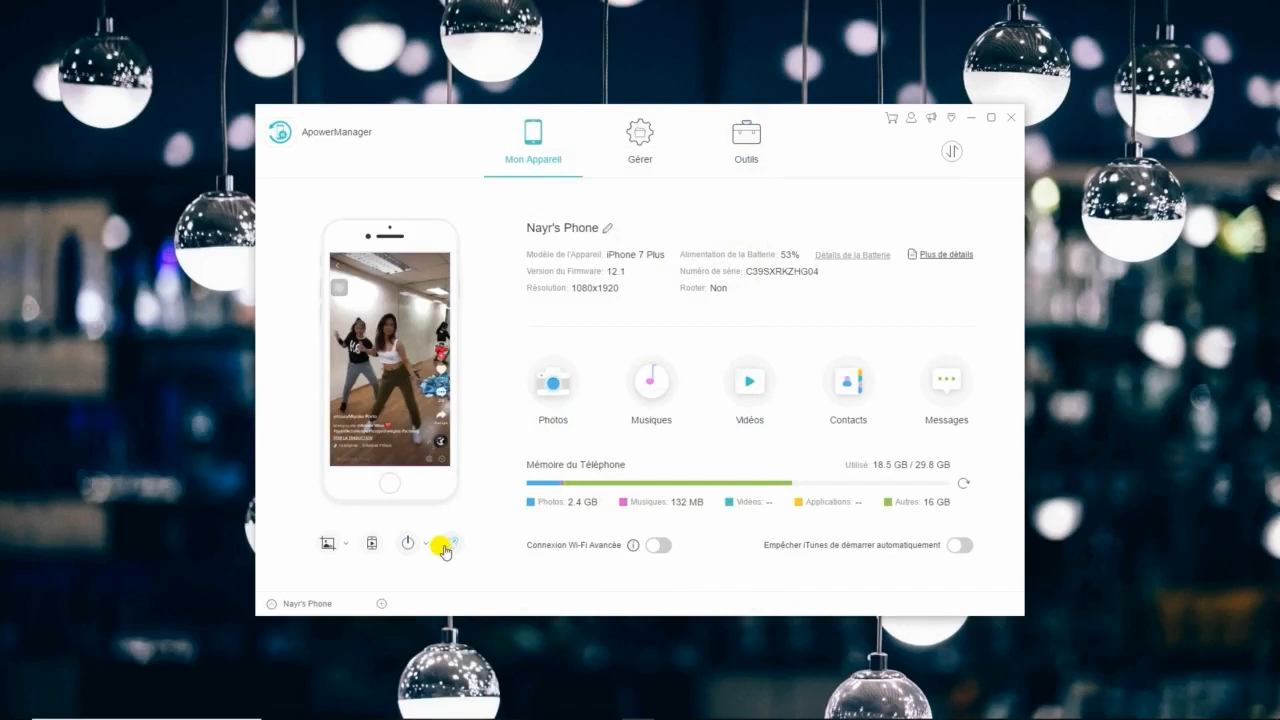 ApowerManager
Mon Appareil
Gérer
Outils
Nayr's Phone
Modèle de l'Appareil: iPhone 7 Plus
Alimentation de la Batterie: 53%
Détails de la Batterie
Plus de détails
Version du Firmware: 12.1
Numéro de série: C39SXRKZHG04
Résolution: 1080x1920
Rooter: Non
Photos
Musiques
Vidéos
Contacts
Messages
Mémoire du Téléphone
Utilisé: 18.5 GB / 29.8 GB
Photos: 2.4 GB
Musiques: 132 MB
Vidéos: --
Applications: --
Autres: 16 GB
Connexion Wi-Fi Avancée
Empêcher iTunes de démarrer automatiquement
Nayr's Phone